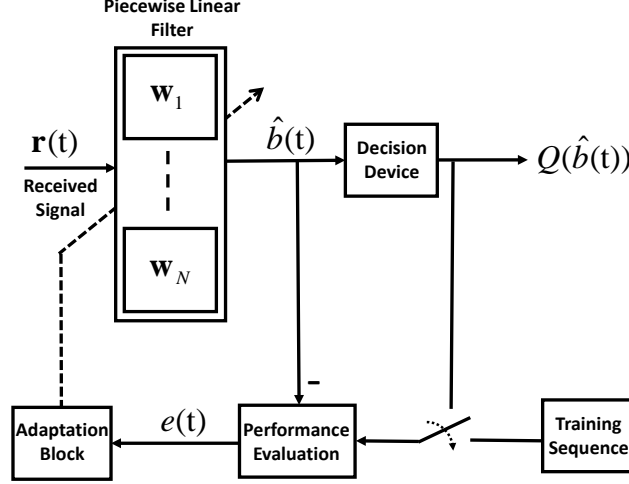 Piecewise Linear
Filter
w1
r(t)
b̂(t)
Decision
Device
Q(b̂(t))
Received
Signal
wN
-
Adaptation
Block
e(t)
Performance
Evaluation
Training
Sequence